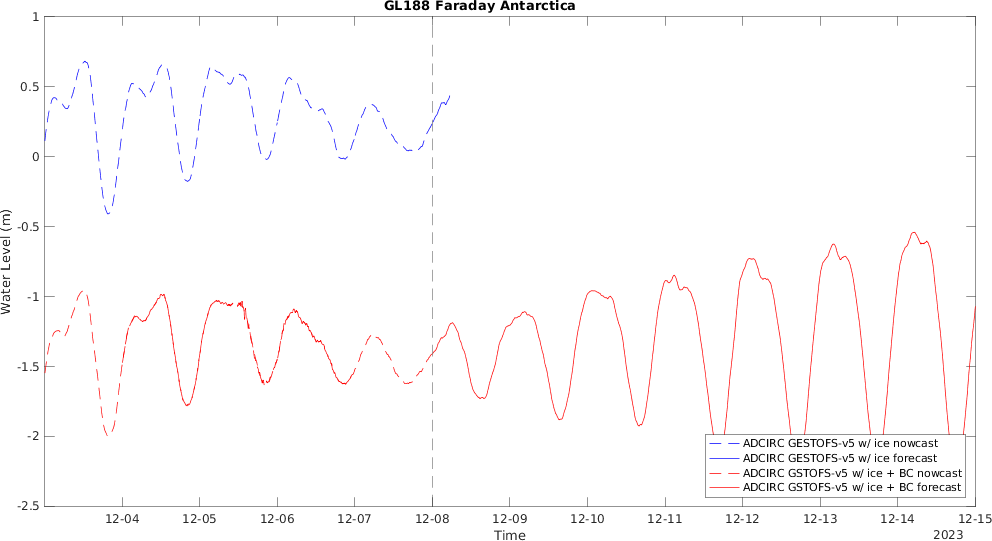 GL188 Faraday Antarctica
Water Level (m)
1
0.5
0
-0.5
-1
-1.5
-2
-2.5
12-04 12-05 12-06 12-07 12-08 12-09 12-10 12-11 12-12 12-13 12-14 12-15
Time
2023
ADCIRC GESTOFS-v5 w/ ice nowcast
ADCIRC GESTOFS-v5 w/ ice forecast
ADCIRC GSTOFS-v5 w/ ice + BC nowcast
ADCIRC GSTOFS-v5 w/ ice + BC forecast